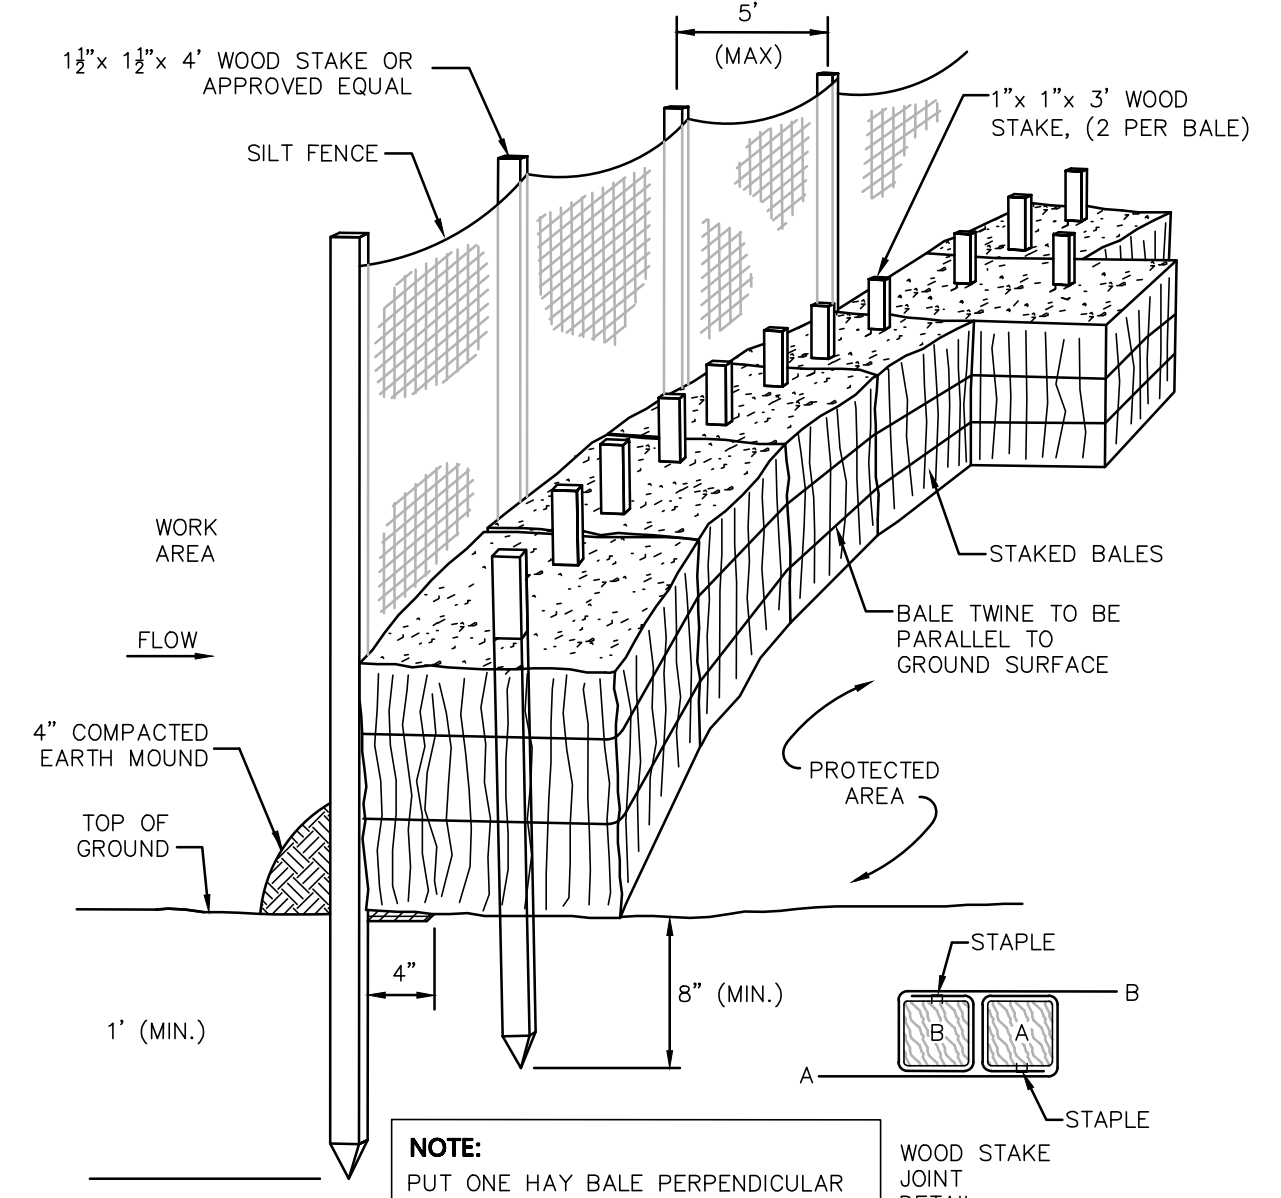 5'
(MAX)
1½"x 1½"x 4' WOOD STAKE OR
APPROVED EQUAL
SILT FENCE
1"x 1"x 3' WOOD
STAKE, (2 PER BALE)
WORK
AREA
FLOW
STAKED BALES
BALE TWINE TO BE
PARALLEL TO
GROUND SURFACE
4" COMPACTED
EARTH MOUND
PROTECTED
AREA
TOP OF
GROUND
4"
8" (MIN.)
1' (MIN.)
STAPLE
B
B
A
A
STAPLE
WOOD STAKE
JOINT
DETAIL
NOTE:
PUT ONE HAY BALE PERPENDICULAR